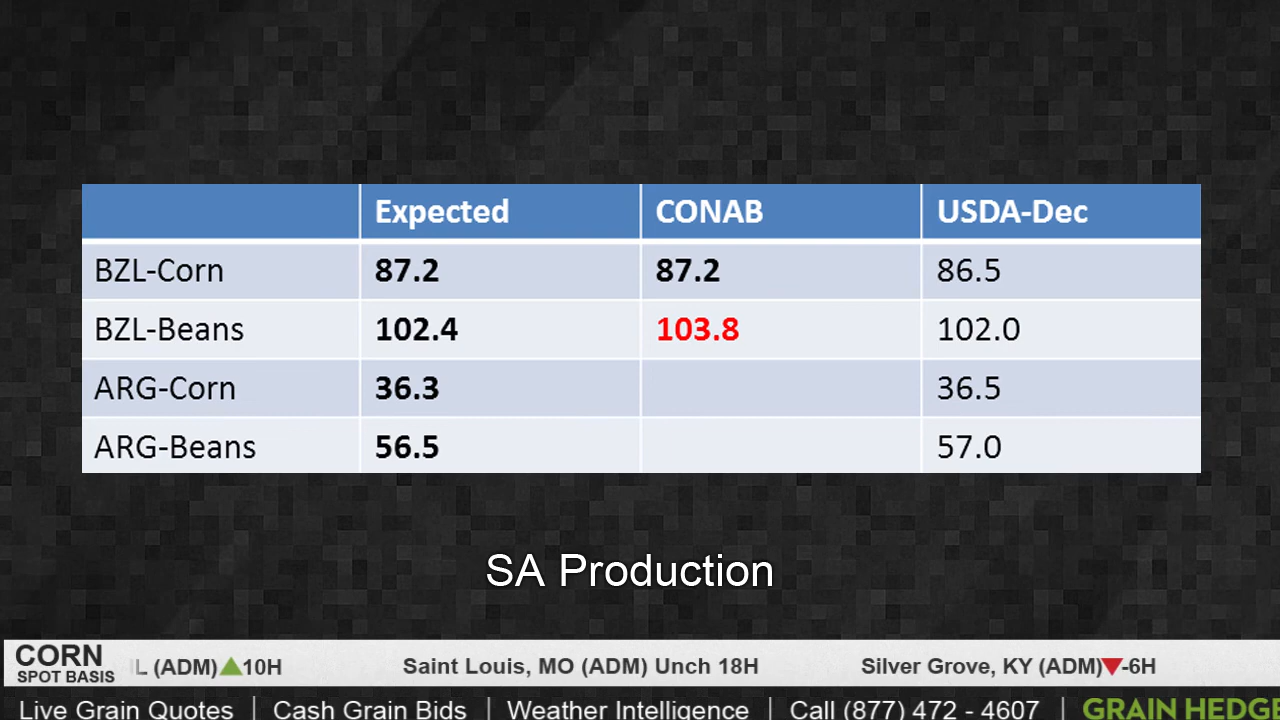 Expected CONAB USDA-Dec
BZL-Corn 87.2 87.2 86.5
BZL-Beans 102.4 103.8 102.0
ARG-Corn 36.3 36.5
ARG-Beans 56.5 57.0
SA Production
CORN
SPOT BASIS
IL (ADM) 10H Saint Louis, MO (ADM) Unch 18H Silver Grove, KY (ADM) -6H
Live Grain Quotes | Cash Grain Bids | Weather Intelligence | Call (877) 472 - 4607 | GRAIN HEDGE